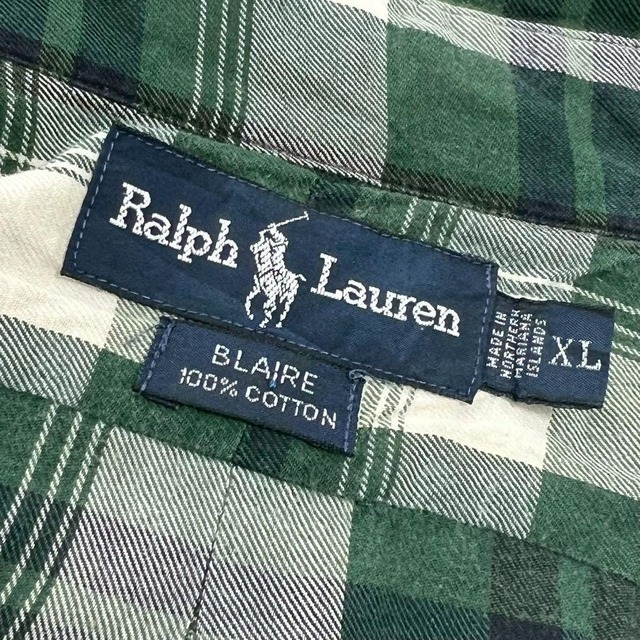 Ralph Lauren
BLAIRE
100% COTTON
MADE IN
NORTHERN
MARIANA
ISLANDS
XL